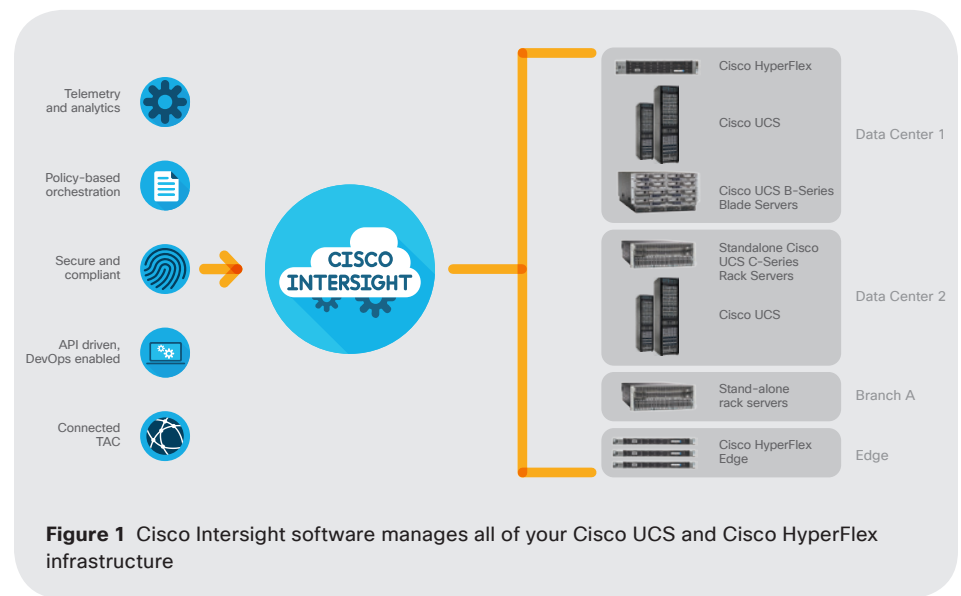 Telemetry
and analytics
Policy-based
orchestration
Secure and
compliant
API driven,
DevOps enabled
Connected
TAC
CISCO
INTERSIGHT
Cisco HyperFlex
Cisco UCS
Cisco UCS B-Series
Blade Servers
Data Center 1
Standalone Cisco
UCS C-Series
Rack Servers
Cisco UCS
Data Center 2
Stand-alone
rack servers
Branch A
Cisco HyperFlex
Edge
Edge
Figure 1 Cisco Intersight software manages all of your Cisco UCS and Cisco HyperFlex
infrastructure